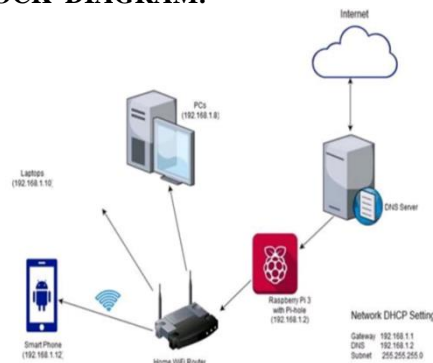 OCK DIAGRAM:
Internet
PCs
(192.168.1.8)
Laptops
(192.168.1.10)
DNS Server
Raspberry Pi 3
with Pi-hole
(192.168.1.2)
Smart Phone
(192.168.1.12)
Home WiFi Router
Network DHCP Setting
Gateway 192.168.1.1
DNS 192.168.1.2
Subnet 255.255.255.0